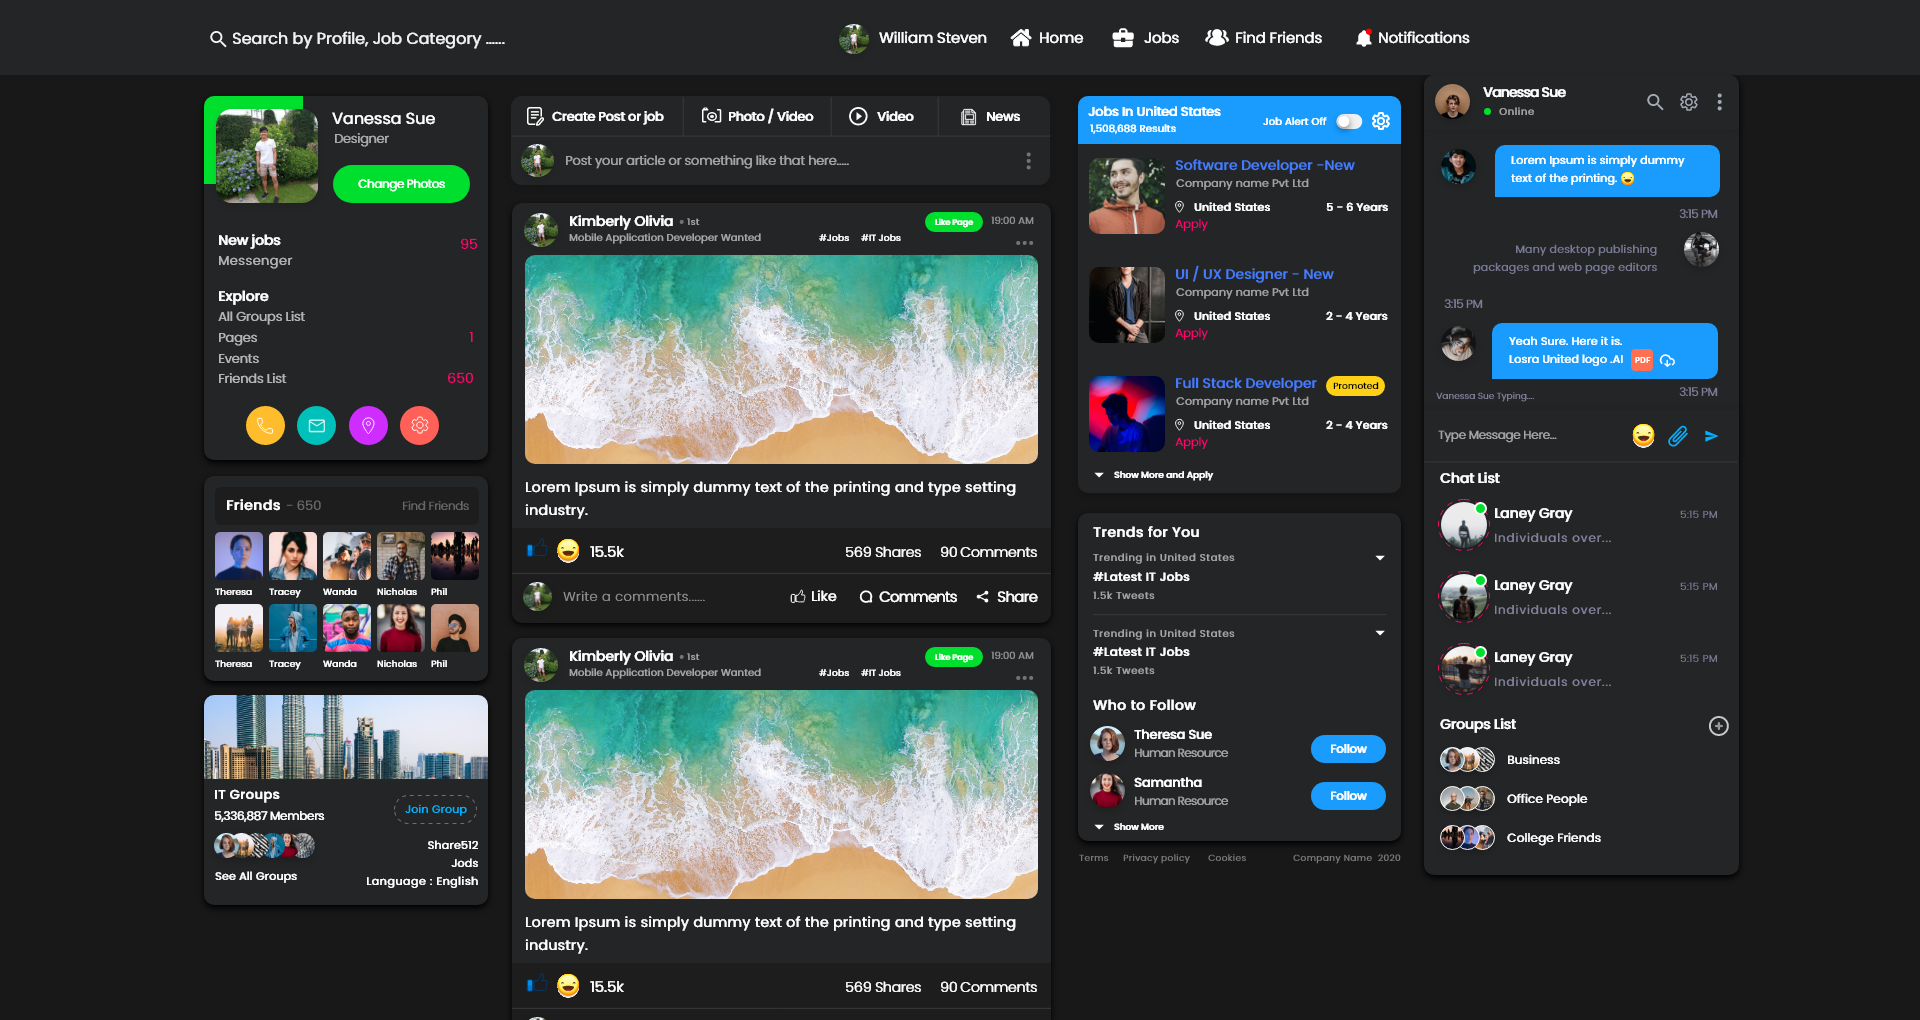 Search by Profile, Job Category ......
William Steven
Home
Jobs
Find Friends
Notifications
Vanessa Sue
Designer
Change Photos
New jobs
95
Messenger
Explore
All Groups List
Pages
1
Events
Friends List
650
Friends - 650
Find Friends
Theresa
Tracey
Wanda
Nicholas
Phil
Theresa
Tracey
Wanda
Nicholas
Phil
IT Groups
5,336,887 Members
Join Group
Share512
Jods
See All Groups
Language : English
Create Post or job
Photo / Video
Video
News
Post your article or something like that here.....
Kimberly Olivia • 1st
Mobile Application Developer Wanted
#Jobs #IT Jobs
Like Page
19:00 AM
Lorem Ipsum is simply dummy text of the printing and type setting
industry.
15.5k
569 Shares
90 Comments
Write a comments......
Like
Comments
Share
Kimberly Olivia • 1st
Mobile Application Developer Wanted
#Jobs #IT Jobs
Like Page
19:00 AM
Lorem Ipsum is simply dummy text of the printing and type setting
industry.
15.5k
569 Shares
90 Comments
Jobs In United States
1,508,688 Results
Job Alert Off
Software Developer -New
Company name Pvt Ltd
United States
5 - 6 Years
Apply
UI / UX Designer - New
Company name Pvt Ltd
United States
2 - 4 Years
Apply
Full Stack Developer
Promoted
Company name Pvt Ltd
United States
2 - 4 Years
Apply
Show More and Apply
Trends for You
Trending in United States
#Latest IT Jobs
1.5k Tweets
Trending in United States
#Latest IT Jobs
1.5k Tweets
Who to Follow
Theresa Sue
Human Resource
Follow
Samantha
Human Resource
Follow
Show More
Terms
Privacy policy
Cookies
Company Name 2020
Vanessa Sue
Online
Lorem Ipsum is simply dummy
text of the printing. 😄
3:15 PM
Many desktop publishing
packages and web page editors
3:15 PM
Yeah Sure. Here it is.
Losra United logo .AI PDF
3:15 PM
Vanessa Sue Typing....
Type Message Here...
Chat List
Laney Gray
5:15 PM
Individuals over...
Laney Gray
5:15 PM
Individuals over...
Laney Gray
5:15 PM
Individuals over...
Groups List
Business
Office People
College Friends